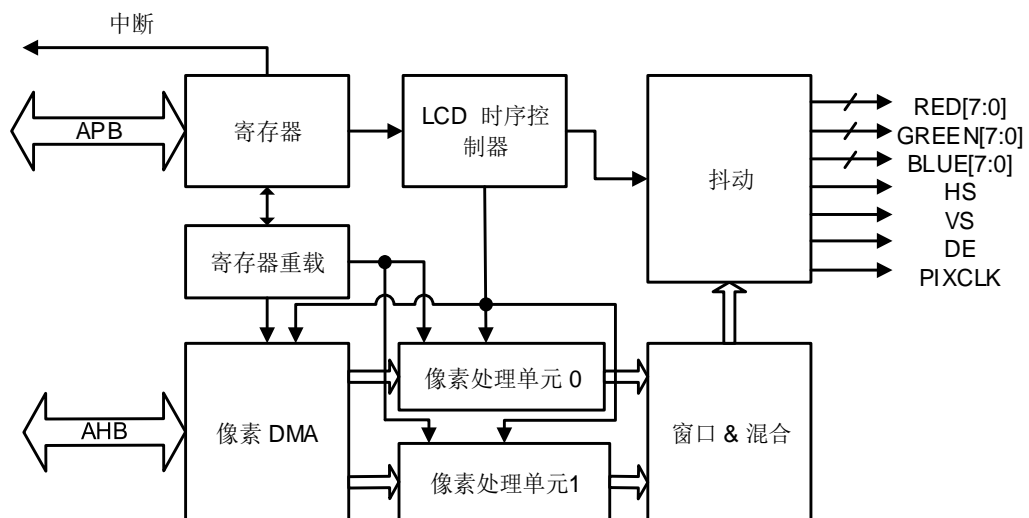 中断
APB
寄存器
LCD 时序控
制器
抖动
RED[7:0]
GREEN[7:0]
BLUE[7:0]
HS
VS
DE
PIXCLK
寄存器重载
AHB
像素 DMA
像素处理单元 0
像素处理单元1
窗口 & 混合